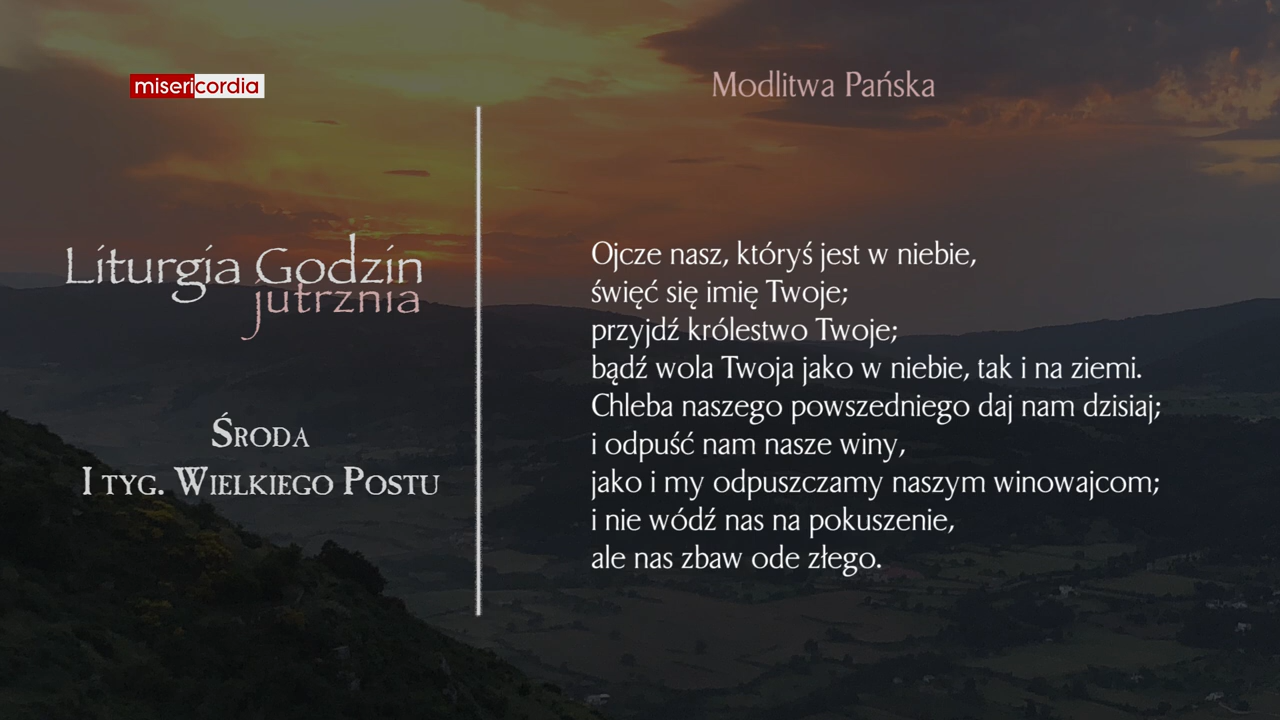 misericordia
Liturgia Godzin
jutrznia
Środa
I tyg. Wielkiego Postu
Modlitwa Pańska
Ojcze nasz, któryś jest w niebie,
święć się imię Twoje;
przyjdź królestwo Twoje;
bądź wola Twoja jako w niebie, tak i na ziemi.
Chleba naszego powszedniego daj nam dzisiaj;
i odpuść nam nasze winy,
jako i my odpuszczamy naszym winowajcom;
i nie wódź nas na pokuszenie,
ale nas zbaw ode złego.